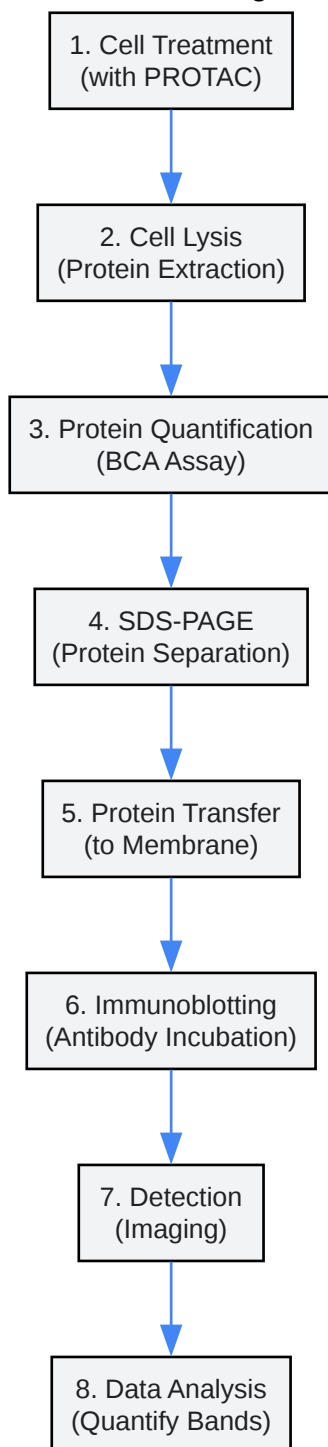 1. Cell Treatment
(with PROTAC)
2. Cell Lysis
(Protein Extraction)
3. Protein Quantification
(BCA Assay)
4. SDS-PAGE
(Protein Separation)
5. Protein Transfer
(to Membrane)
6. Immunoblotting
(Antibody Incubation)
7. Detection
(Imaging)
8. Data Analysis
(Quantify Bands)